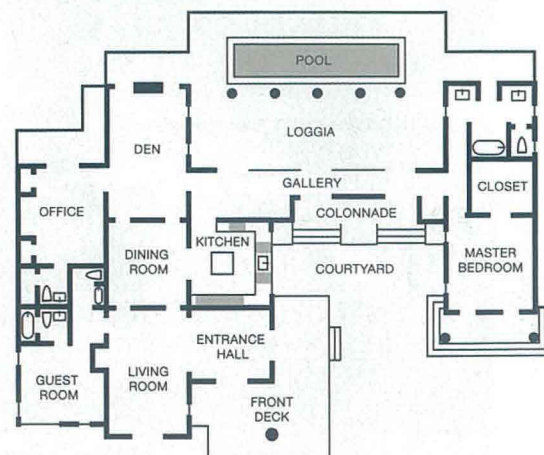 POOL
LOGGIA
DEN
GALLERY
CLOSET
OFFICE
COLONNADE
KITCHEN
DINING
ROOM
COURTYARD
MASTER
BEDROOM
ENTRANCE
HALL
GUEST
ROOM
LIVING
ROOM
FRONT
DECK